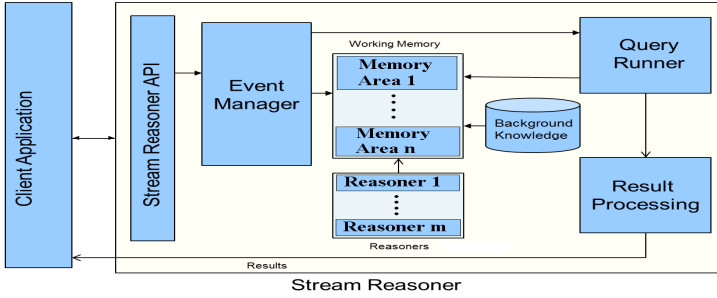 Client Application
Stream Reasoner API
Event
Manager
Working Memory
Memory
Area 1
Memory
Area n
Reasoner 1
Reasoner m
Reasoners
Background
Knowledge
Query
Runner
Result
Processing
Results
Stream Reasoner